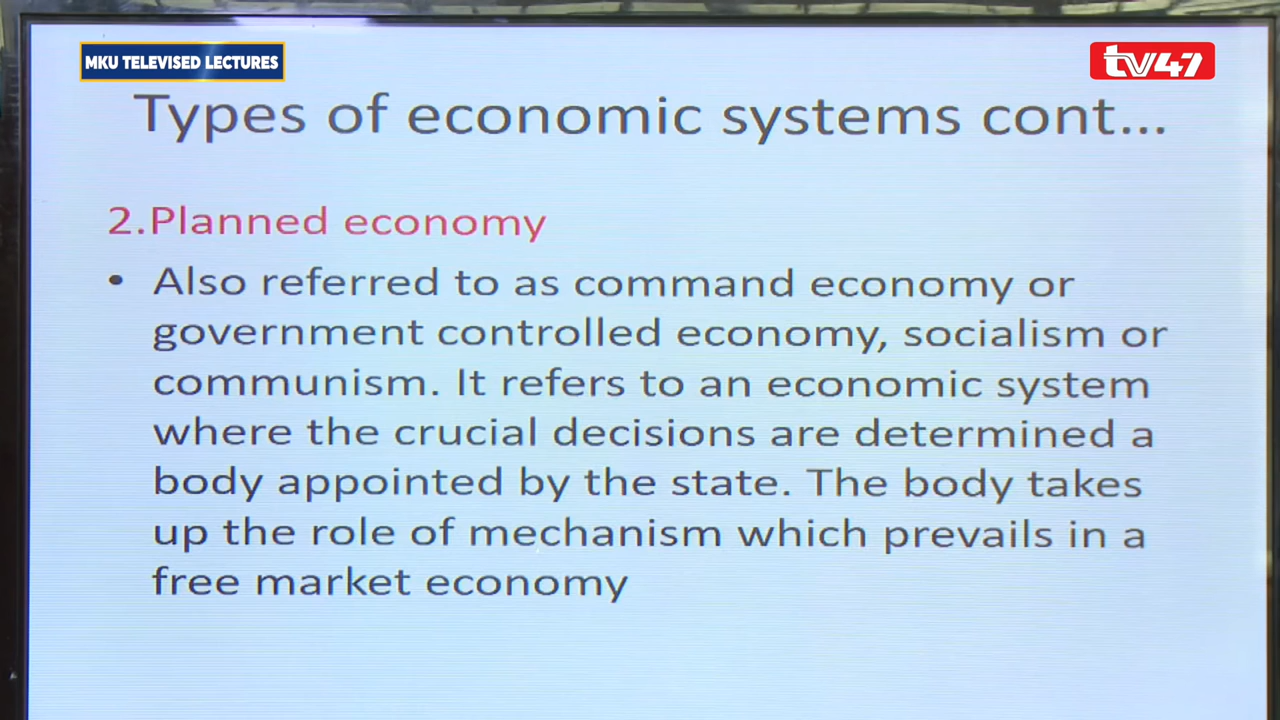 MKU TELEVISED LECTURES
tv47
Types of economic systems cont...
2.Planned economy
• Also referred to as command economy or
government controlled economy, socialism or
communism. It refers to an economic system
where the crucial decisions are determined a
body appointed by the state. The body takes
up the role of mechanism which prevails in a
free market economy